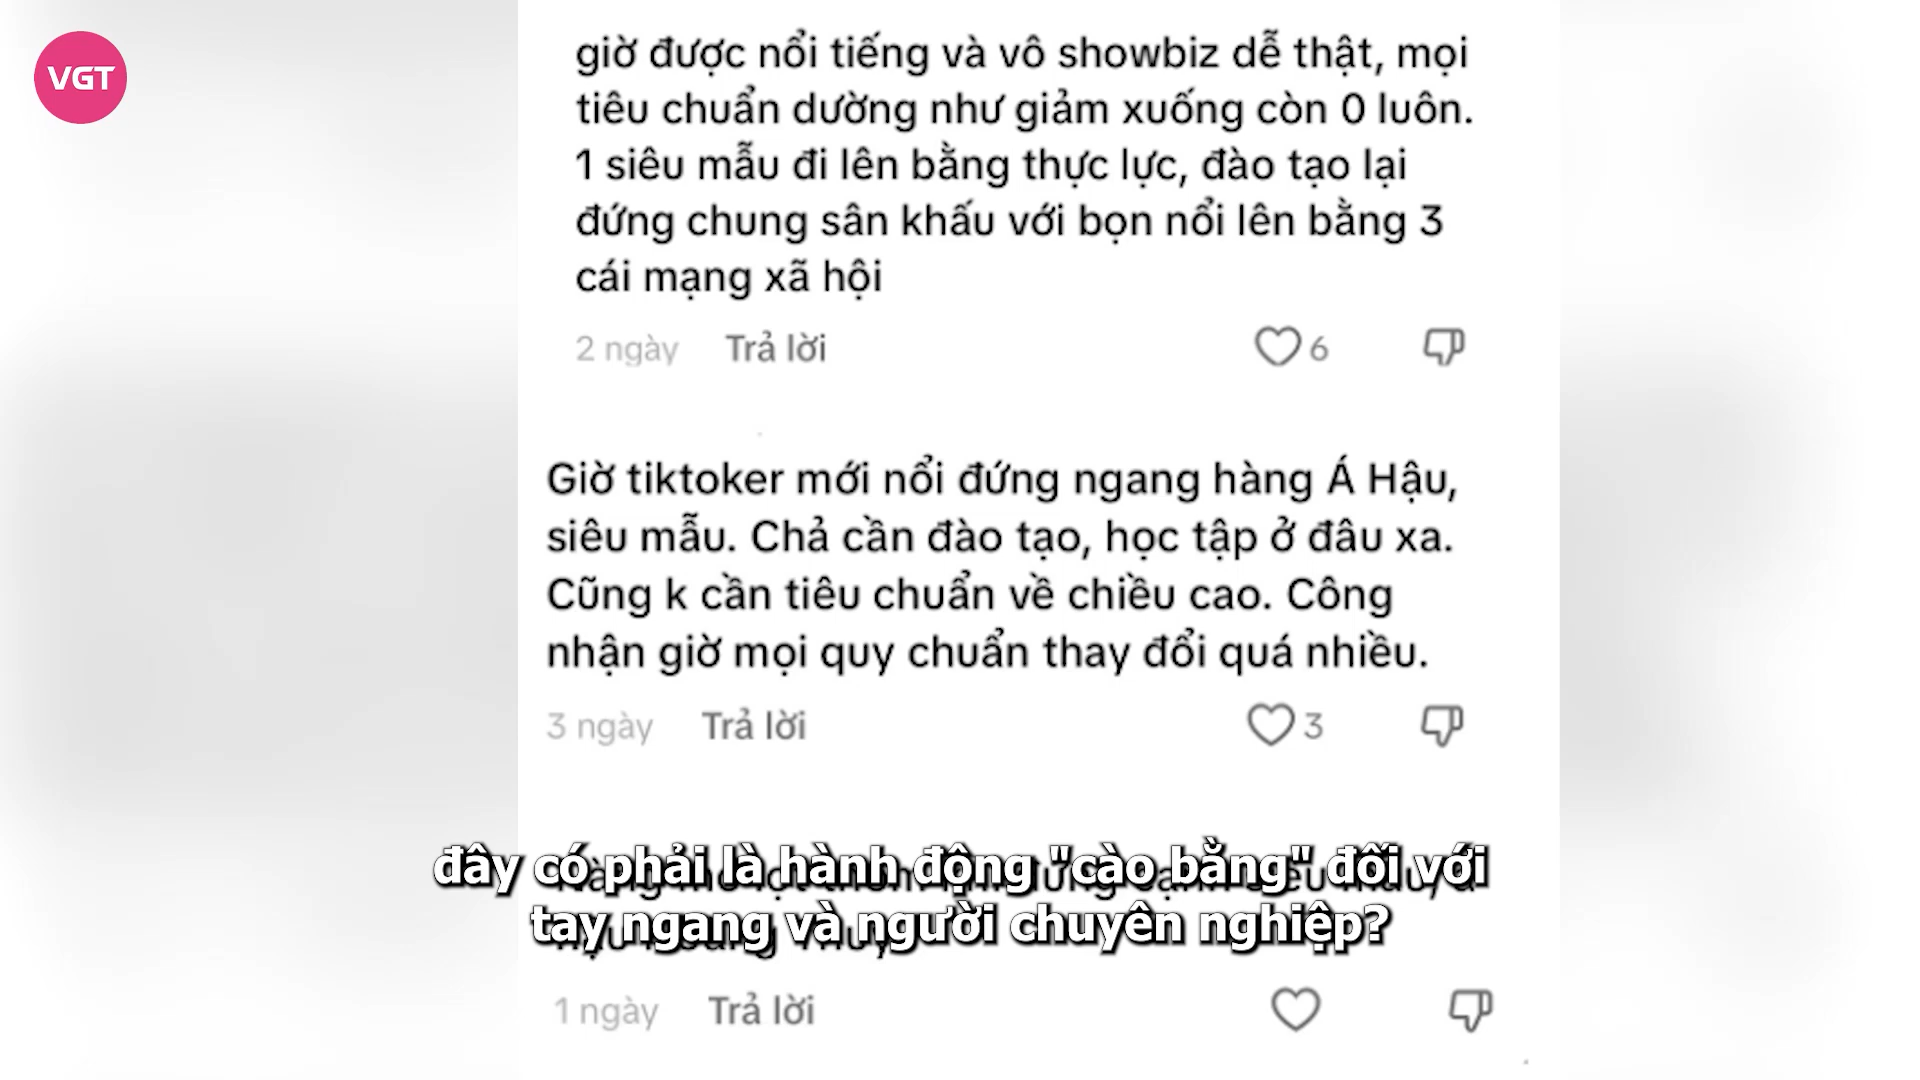 VGT
giờ được nổi tiếng và vô showbiz dễ thật, mọi
tiêu chuẩn dường như giảm xuống còn 0 luôn.
1 siêu mẫu đi lên bằng thực lực, đào tạo lại
đứng chung sân khấu với bọn nổi lên bằng 3
cái mạng xã hội
2 ngày Trả lời 6
Giờ tiktoker mới nổi đứng ngang hàng Á Hậu,
siêu mẫu. Chả cần đào tạo, học tập ở đâu xa.
Cũng k cần tiêu chuẩn về chiều cao. Công
nhận giờ mọi quy chuẩn thay đổi quá nhiều.
3 ngày Trả lời 3
đây có phải là hành động "cào bằng" đối với
tay ngang và người chuyên nghiệp?
1 ngày Trả lời